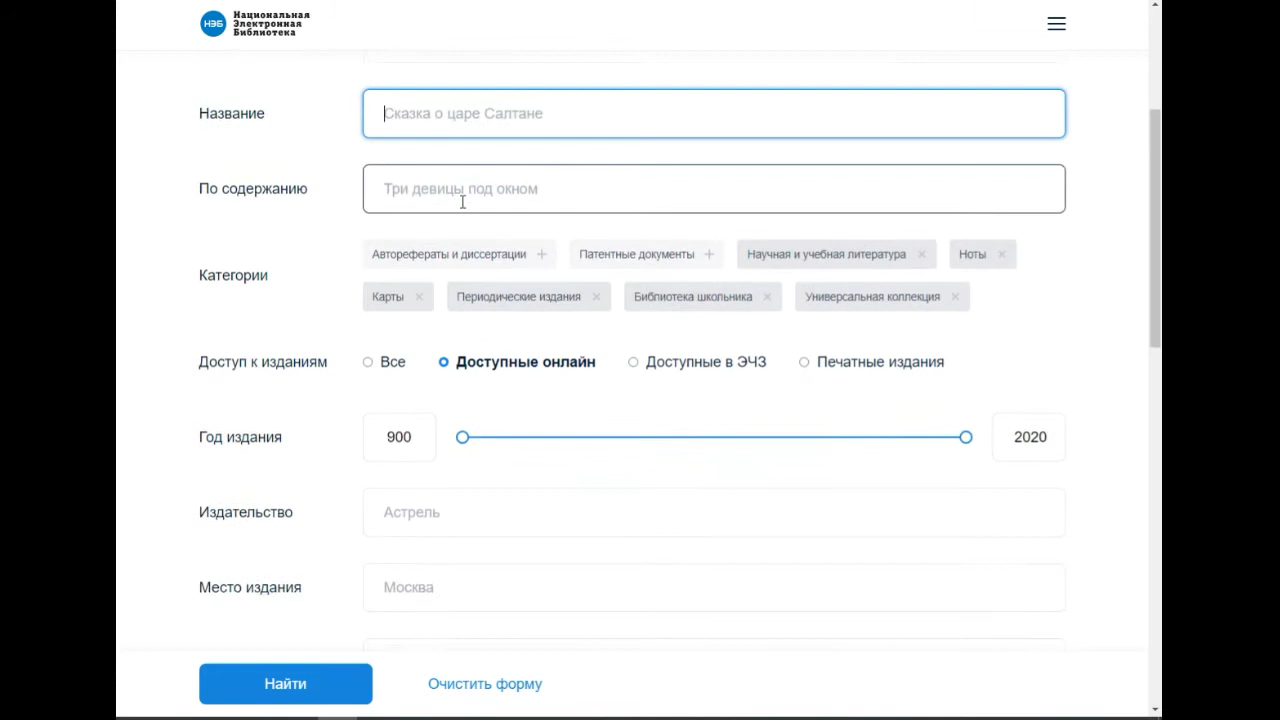 НЭБ
Национальная
Электронная
Библиотека
Название
Сказка о царе Салтане
По содержанию
Три девицы под окном
Категории
Авторефераты и диссертации + Патентные документы + Научная и учебная литература × Ноты ×
Карты × Периодические издания × Библиотека школьника × Универсальная коллекция ×
Доступ к изданиям Все Доступные онлайн Доступные в ЭЧЗ Печатные издания
Год издания 900 2020
Издательство Астрель
Место издания Москва
Найти Очистить форму